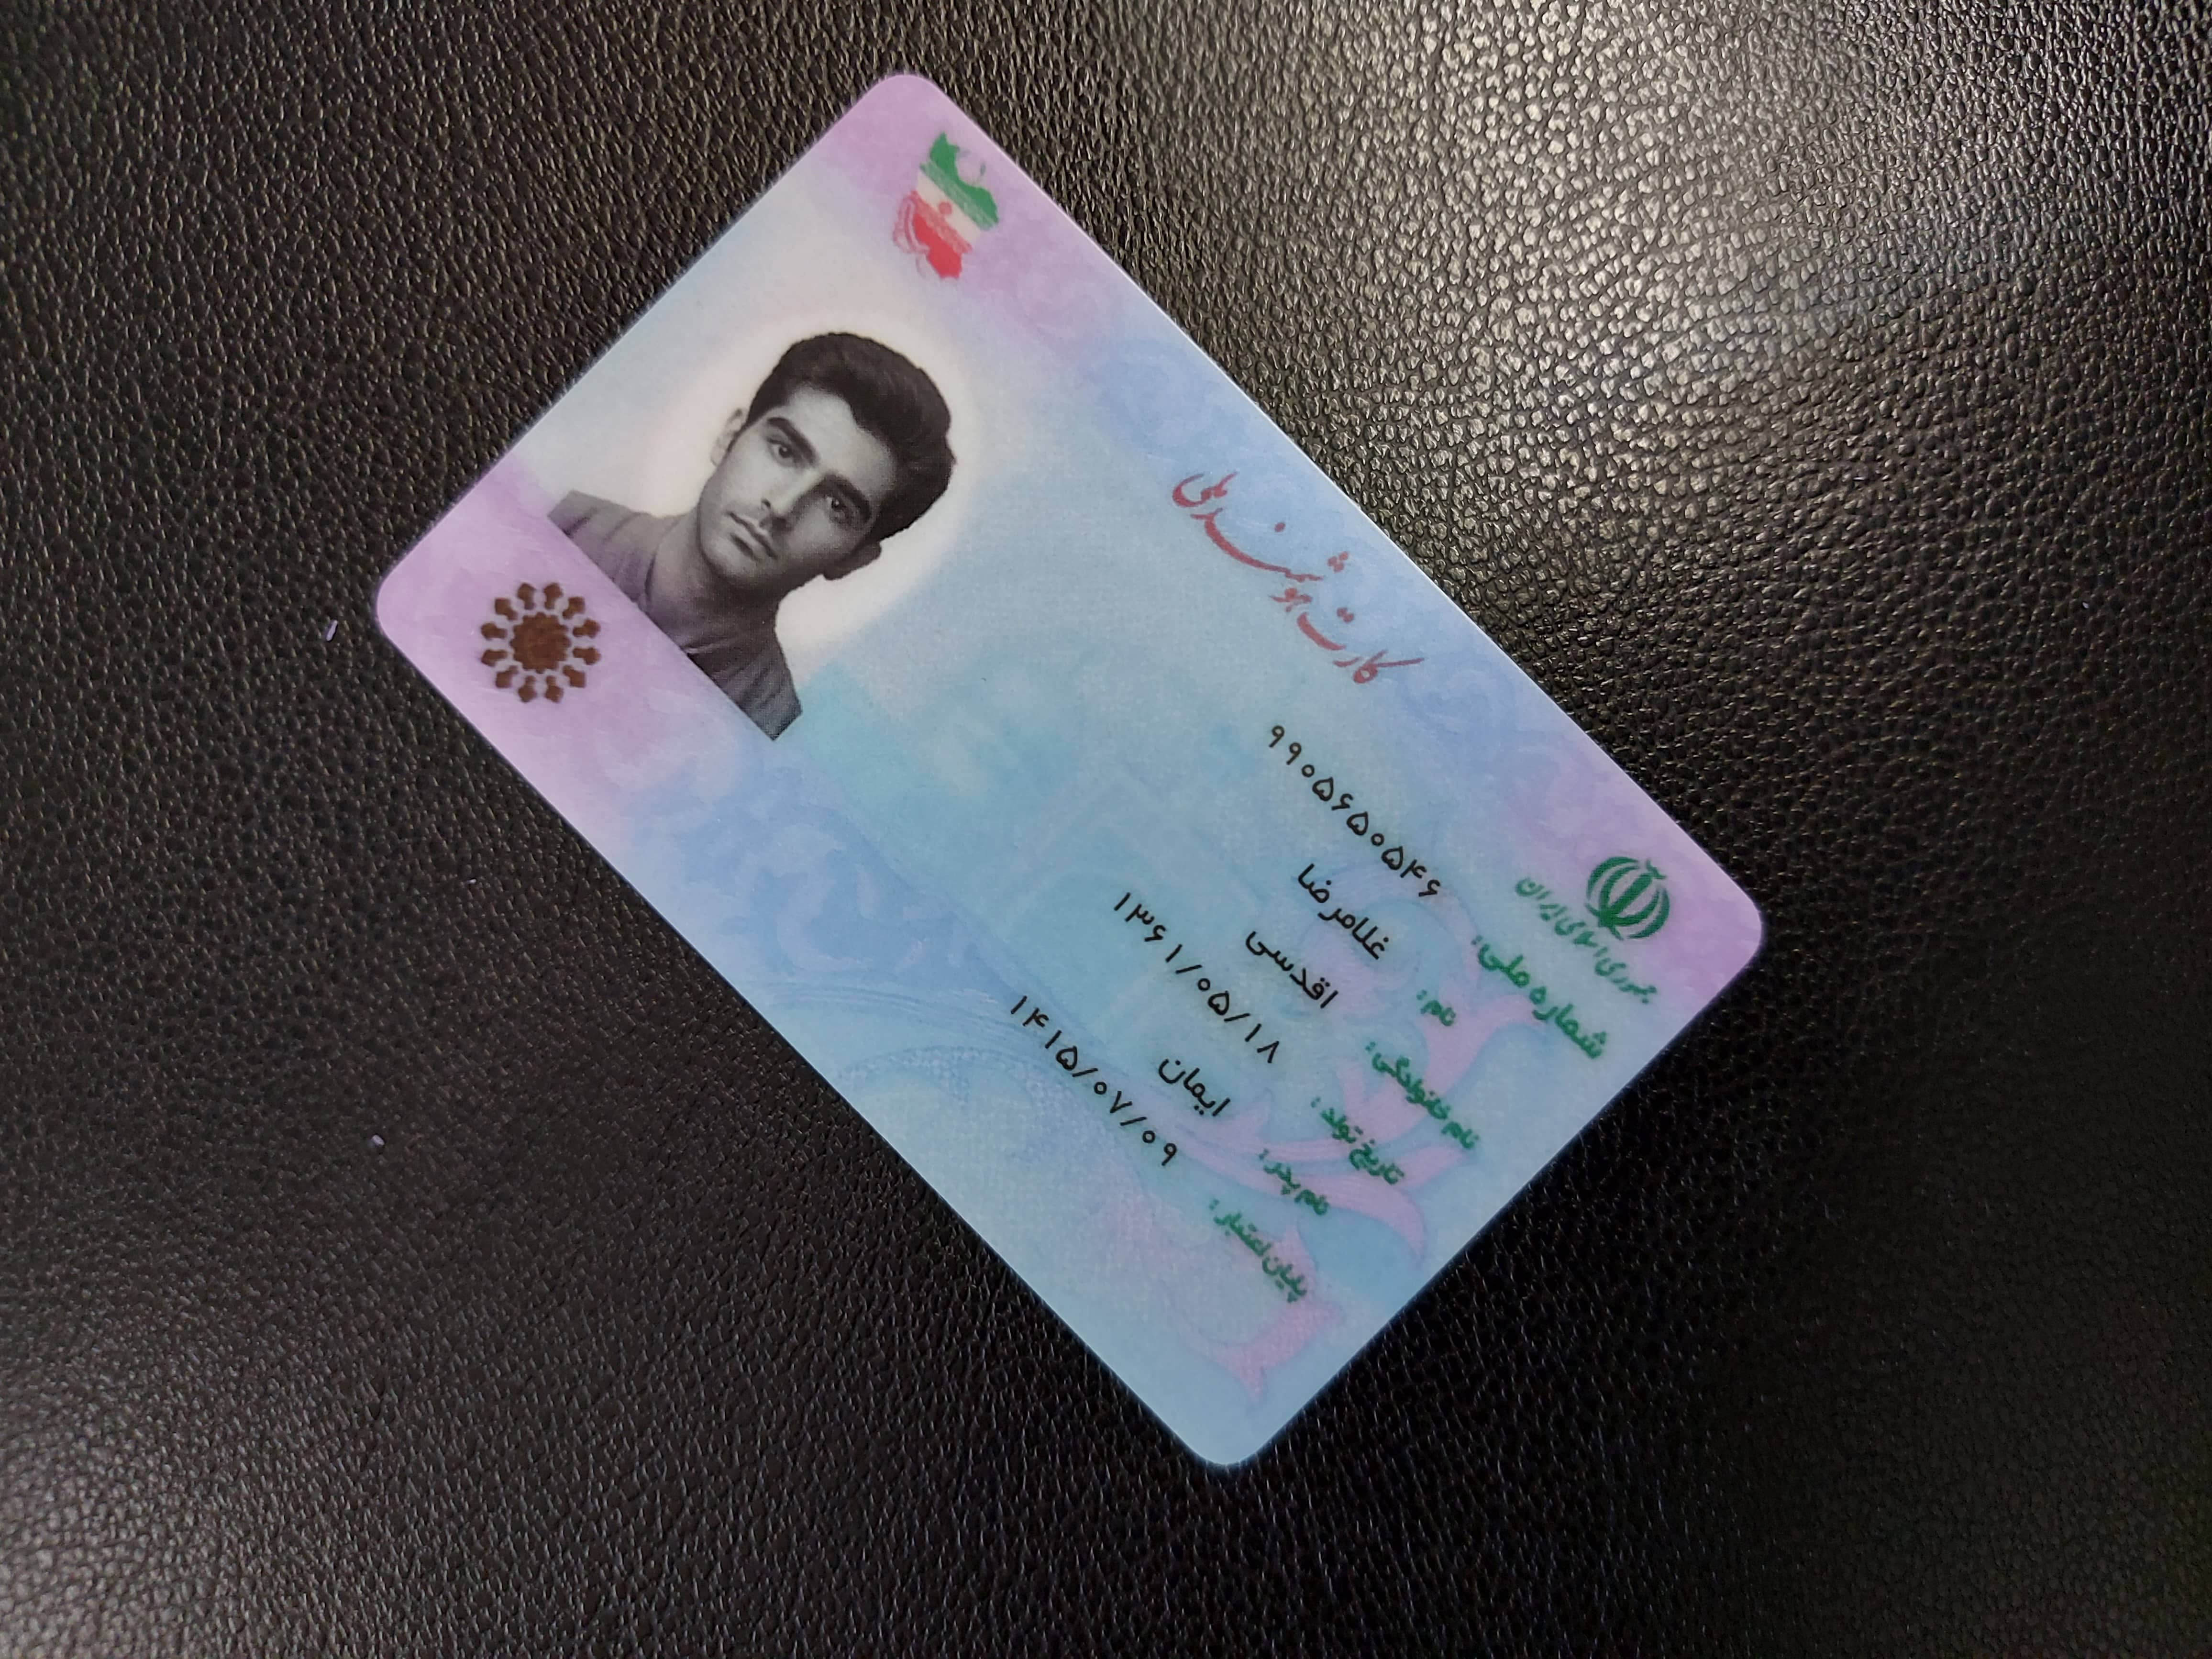 جمهوری اسلامی ایران
کارت هوشمند ملی
شماره ملی: ۹۹۰۵۶۵۰۵۴۶
نام: غلامرضا
نام خانوادگی: اقدسی
تاریخ تولد: ۱۳۶۱/۰۵/۱۸
نام پدر: ایمان
پایان اعتبار: ۱۴۱۵/۰۷/۰۹